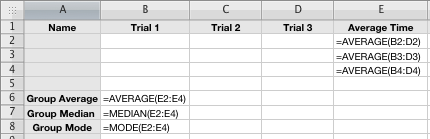 A B C D E
1 Name Trial 1 Trial 2 Trial 3 Average Time
2 =AVERAGE(B2:D2)
3 =AVERAGE(B3:D3)
4 =AVERAGE(B4:D4)
5
6 Group Average =AVERAGE(E2:E4)
7 Group Median =MEDIAN(E2:E4)
8 Group Mode =MODE(E2:E4)